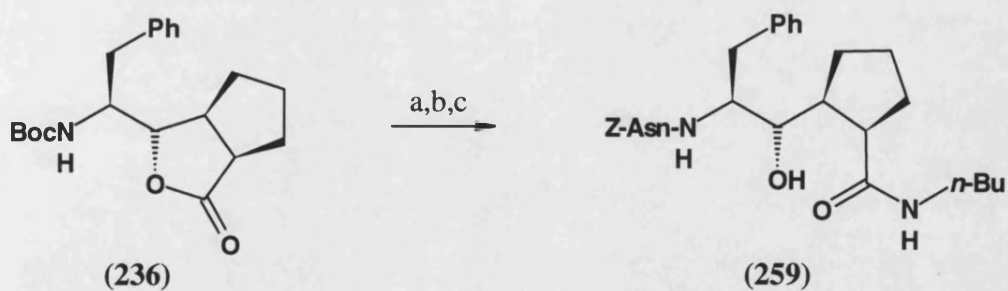 Ph
BocN
H
O
O
(236)
a,b,c
Ph
Z-Asn-N
H
OH
O
N
H
n-Bu
(259)